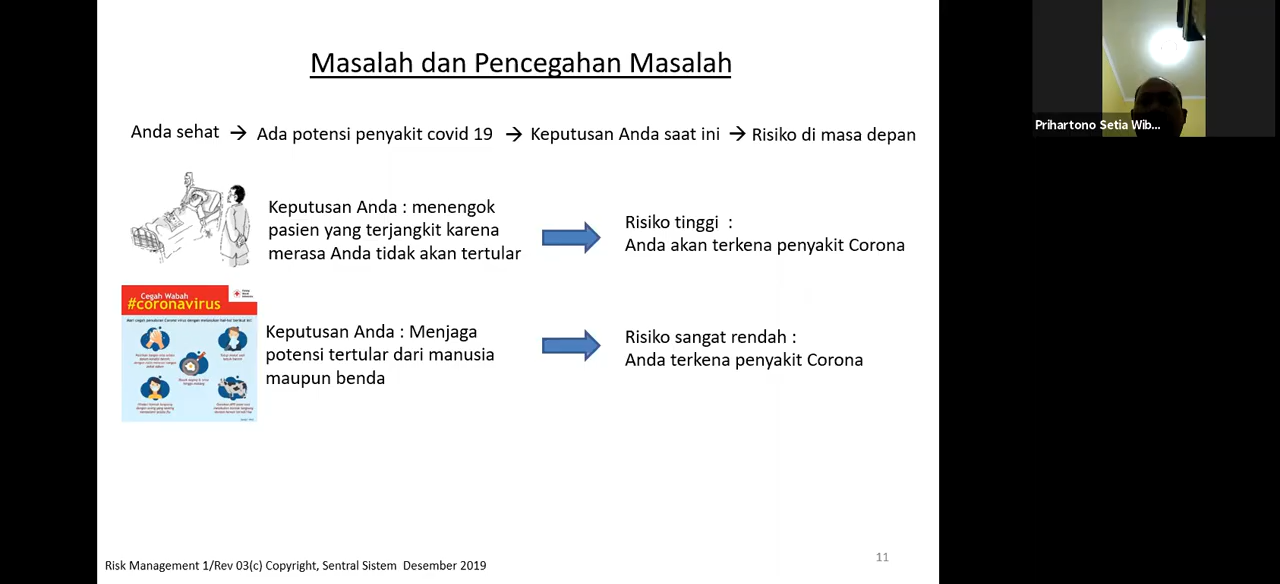 Masalah dan Pencegahan Masalah
Anda sehat → Ada potensi penyakit covid 19 → Keputusan Anda saat ini → Risiko di masa depan
Keputusan Anda : menengok
pasien yang terjangkit karena
merasa Anda tidak akan tertular
Risiko tinggi :
Anda akan terkena penyakit Corona
Cegah Wabah
#coronavirus
Keputusan Anda : Menjaga
potensi tertular dari manusia
maupun benda
Risiko sangat rendah :
Anda terkena penyakit Corona
Risk Management 1/Rev 03(c) Copyright, Sentral Sistem Desember 2019
11
Prihartono Setia Wib...